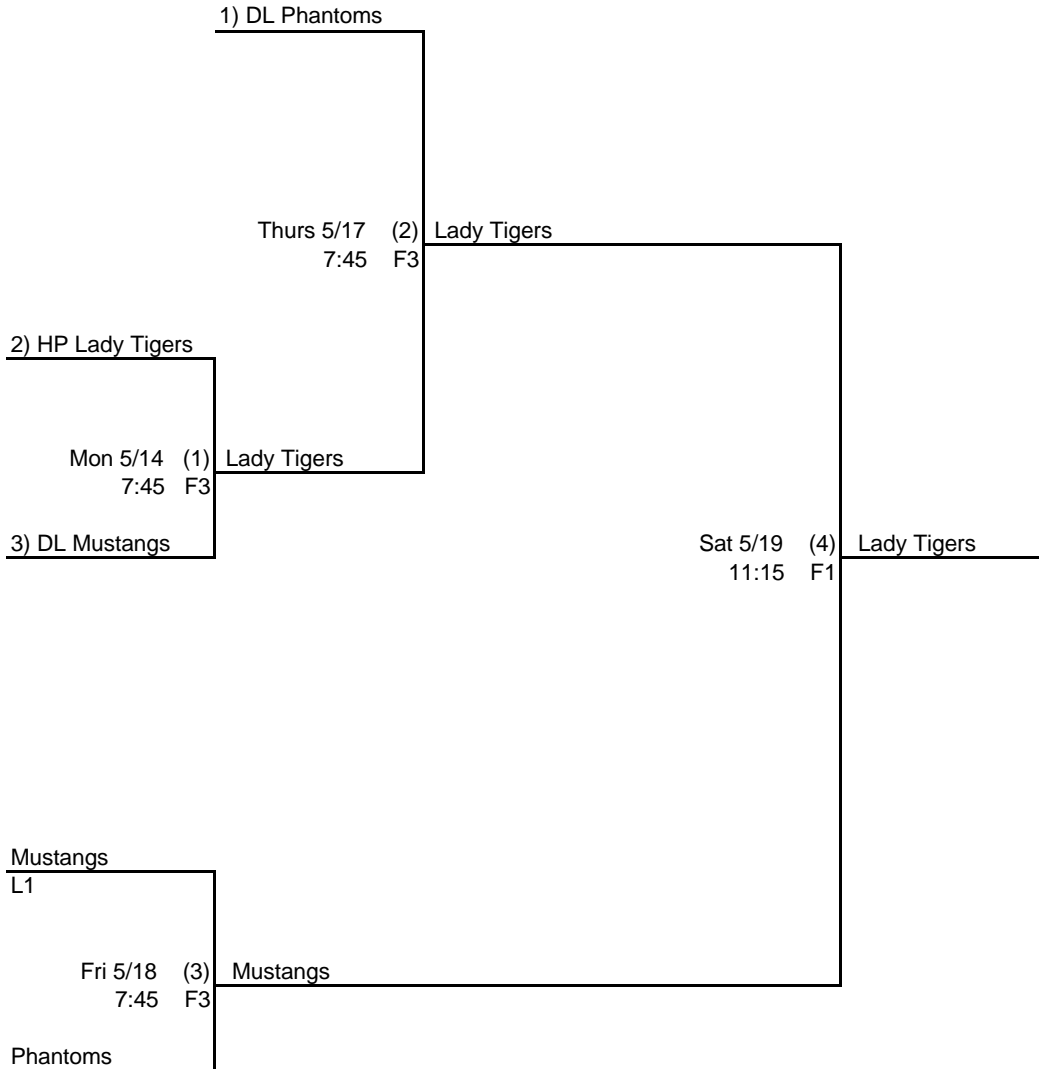 1) DL Phantoms
Thurs 5/17 (2) Lady Tigers
7:45 F3
2) HP Lady Tigers
Mon 5/14 (1) Lady Tigers
7:45 F3
3) DL Mustangs
Sat 5/19 (4) Lady Tigers
11:15 F1
Mustangs
L1
Fri 5/18 (3) Mustangs
7:45 F3
Phantoms